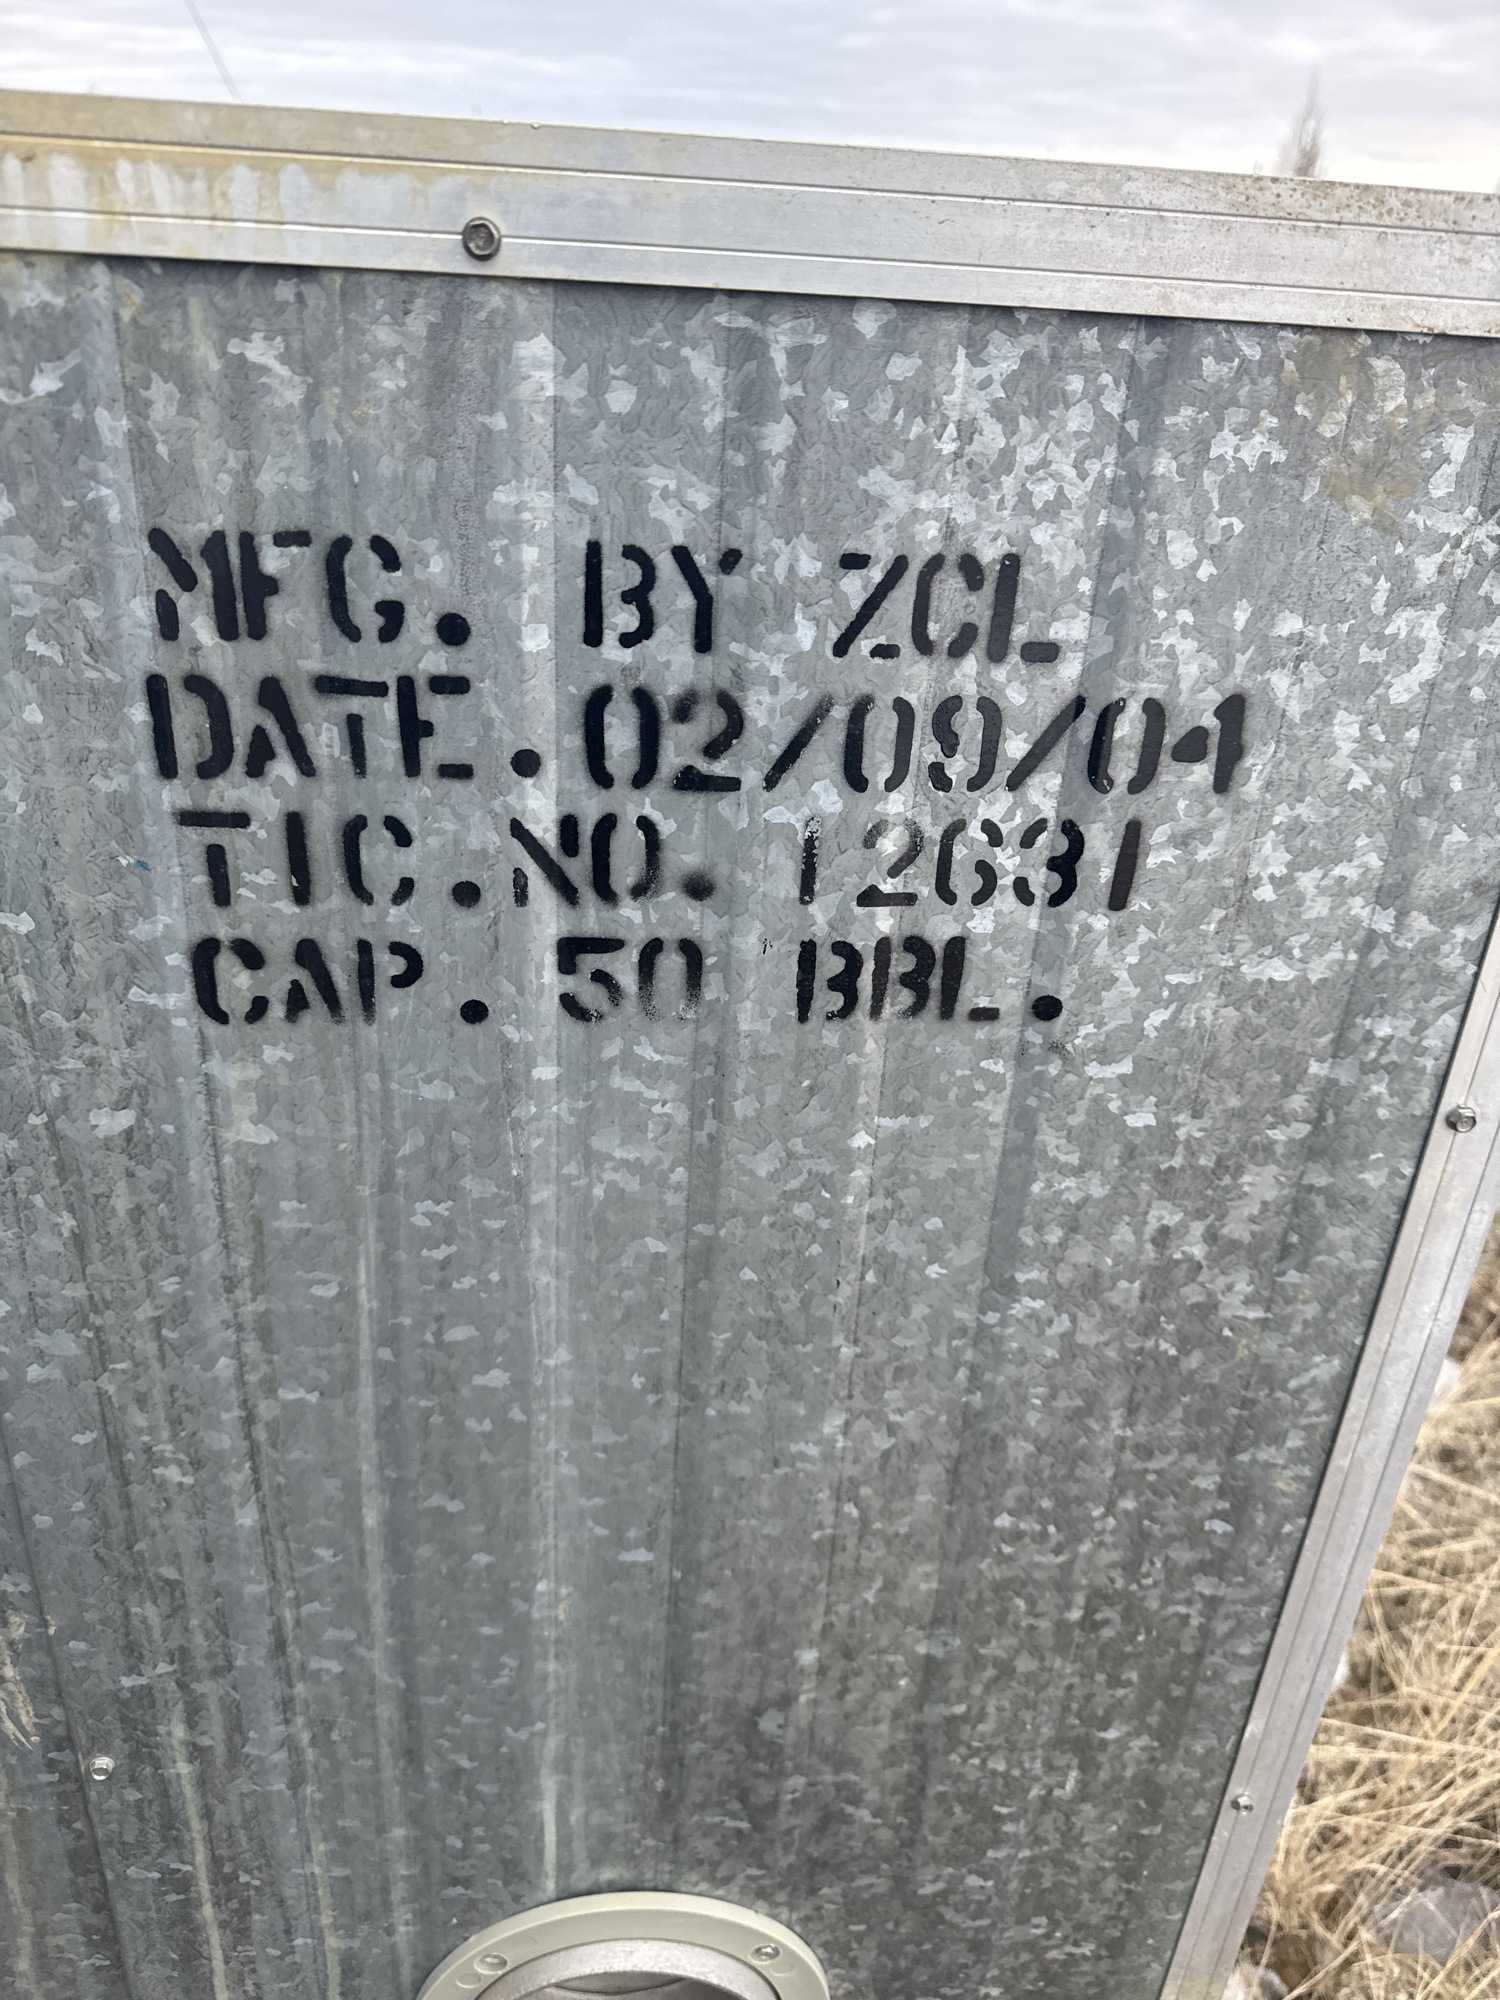 MFG. BY ZCL
DATE.02/09/04
TIC.NO. 12631
CAP. 50 BBL.